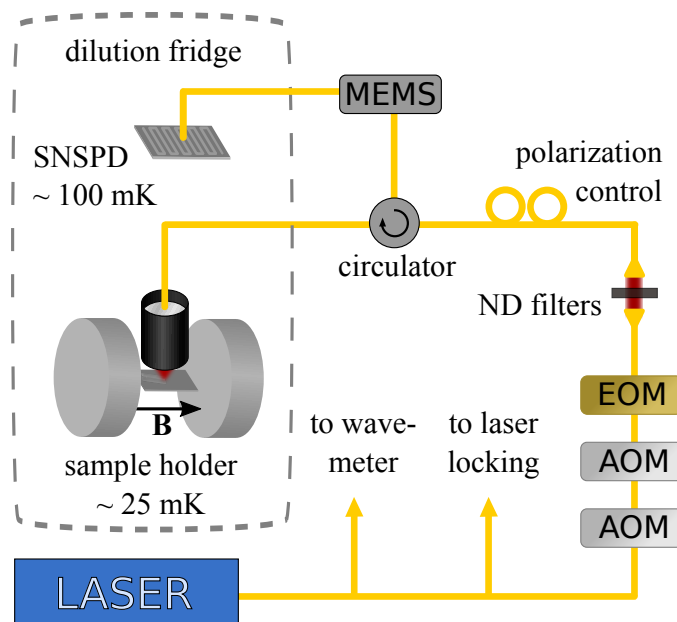 dilution fridge
MEMS
SNSPD
~ 100 mK
polarization
control
circulator
ND filters
EOM
B
to wave-
meter
to laser
locking
AOM
sample holder
~ 25 mK
AOM
LASER